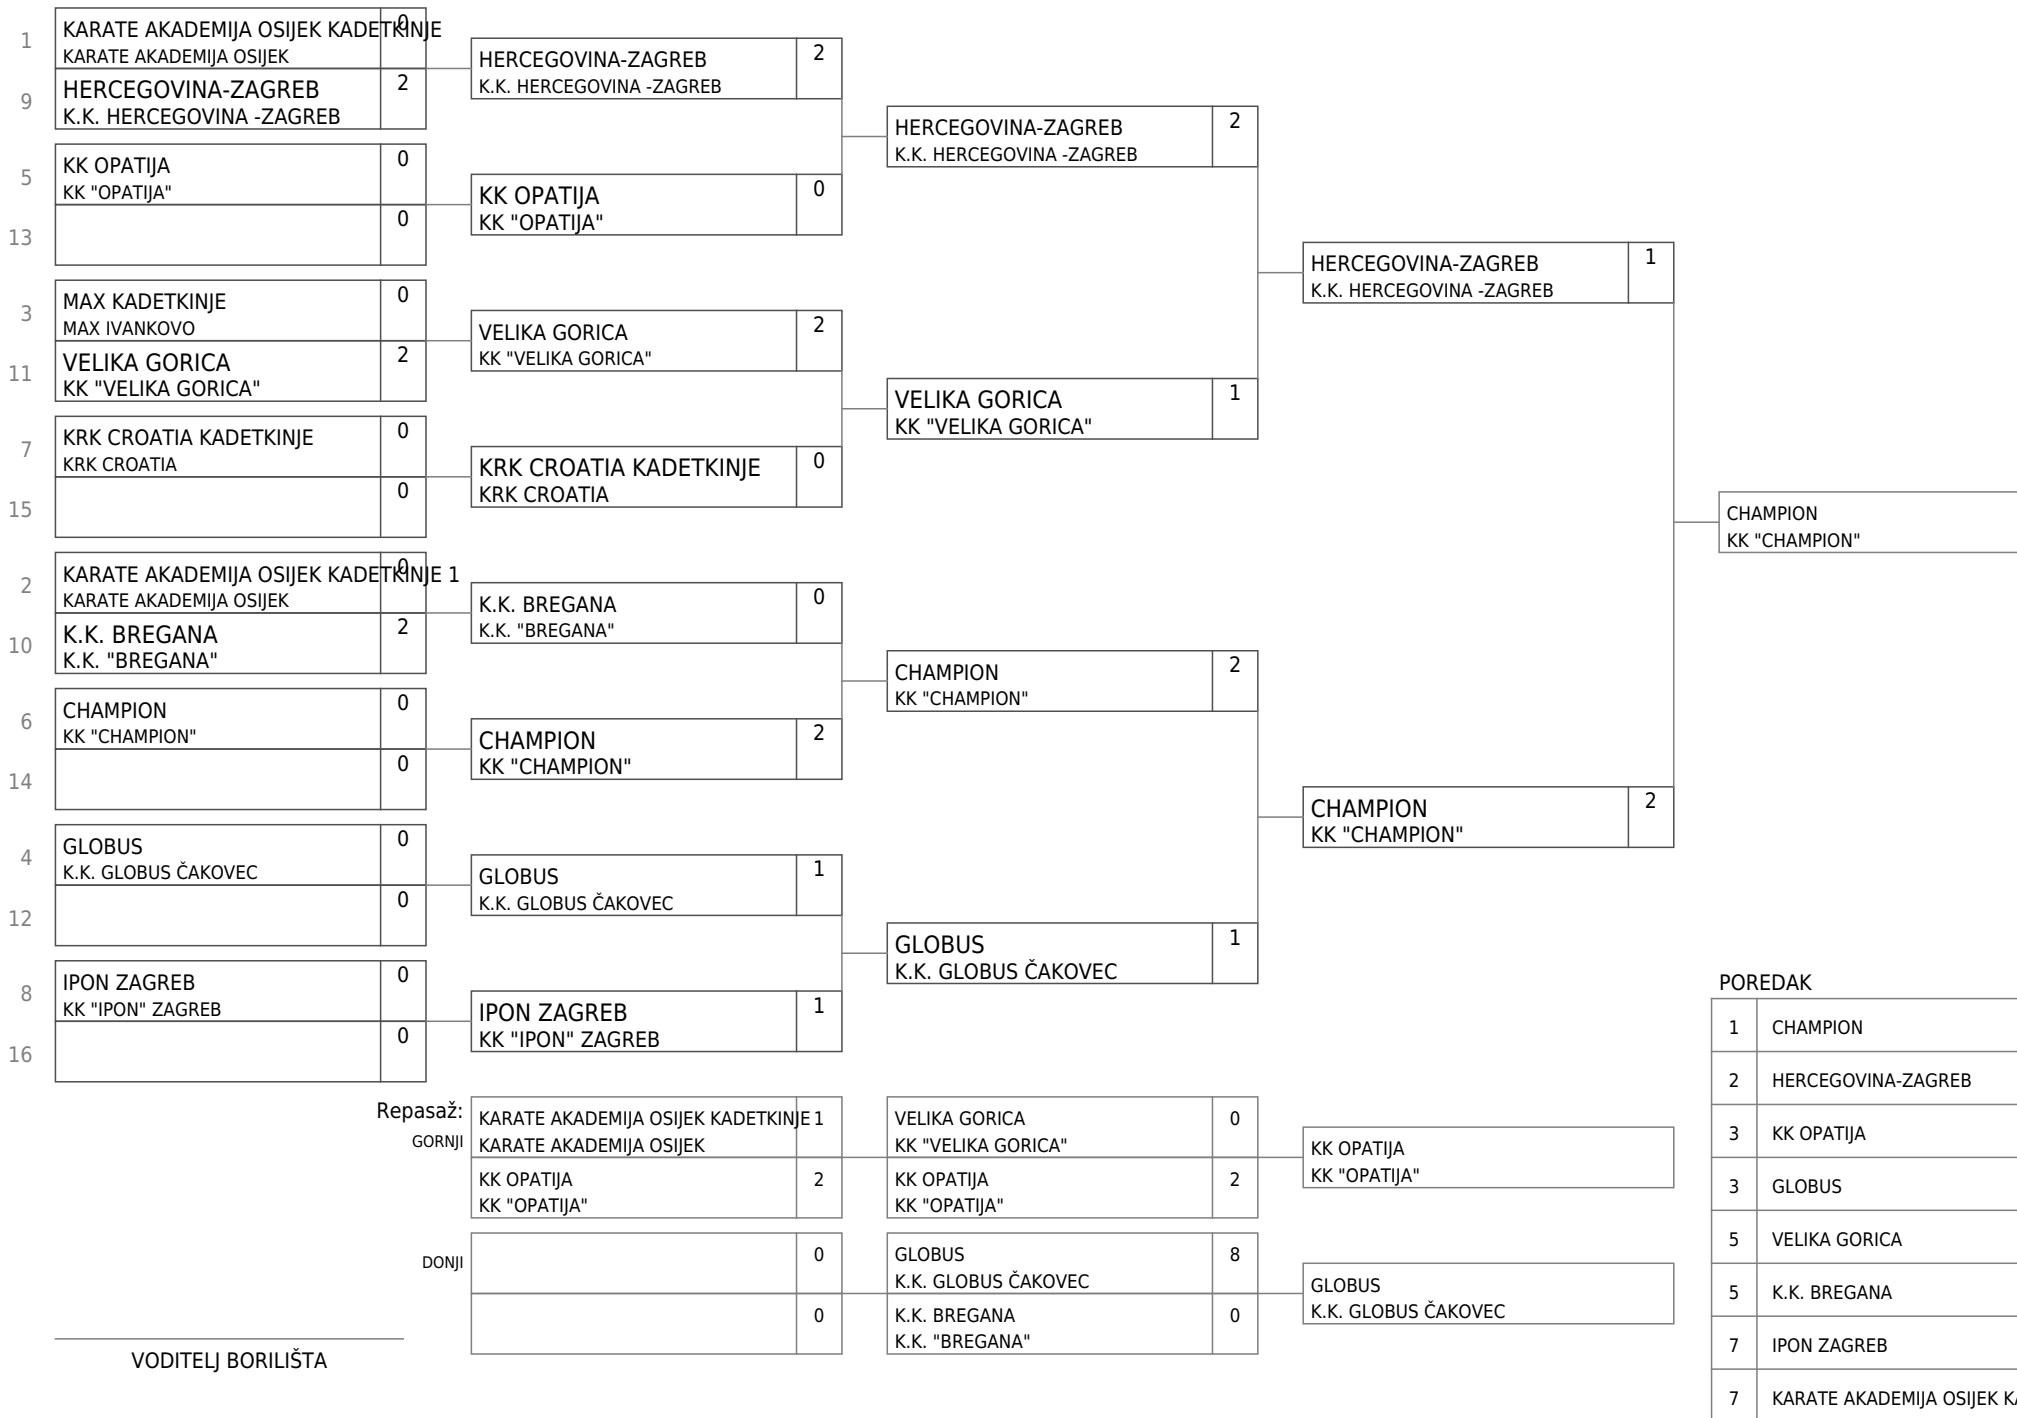 1
KARATE AKADEMIJA OSIJEK KADETKINJE
0
KARATE AKADEMIJA OSIJEK
9
HERCEGOVINA-ZAGREB
2
K.K. HERCEGOVINA -ZAGREB
5
KK OPATIJA
0
KK "OPATIJA"
13
0
3
MAX KADETKINJE
0
MAX IVANKOVO
11
VELIKA GORICA
2
KK "VELIKA GORICA"
7
KRK CROATIA KADETKINJE
0
KRK CROATIA
15
0
2
KARATE AKADEMIJA OSIJEK KADETKINJE 1
0
KARATE AKADEMIJA OSIJEK
10
K.K. BREGANA
2
K.K. "BREGANA"
6
CHAMPION
0
KK "CHAMPION"
14
0
4
GLOBUS
0
K.K. GLOBUS ČAKOVEC
12
0
8
IPON ZAGREB
0
KK "IPON" ZAGREB
16
0
HERCEGOVINA-ZAGREB
2
K.K. HERCEGOVINA -ZAGREB
KK OPATIJA
0
KK "OPATIJA"
VELIKA GORICA
2
KK "VELIKA GORICA"
KRK CROATIA KADETKINJE
0
KRK CROATIA
K.K. BREGANA
0
K.K. "BREGANA"
CHAMPION
2
KK "CHAMPION"
GLOBUS
1
K.K. GLOBUS ČAKOVEC
IPON ZAGREB
1
KK "IPON" ZAGREB
HERCEGOVINA-ZAGREB
2
K.K. HERCEGOVINA -ZAGREB
VELIKA GORICA
1
KK "VELIKA GORICA"
CHAMPION
2
KK "CHAMPION"
GLOBUS
1
K.K. GLOBUS ČAKOVEC
HERCEGOVINA-ZAGREB
1
K.K. HERCEGOVINA -ZAGREB
CHAMPION
2
KK "CHAMPION"
CHAMPION
KK "CHAMPION"
Repasaž:
GORNJI
KARATE AKADEMIJA OSIJEK KADETKINJE 1
KARATE AKADEMIJA OSIJEK
KK OPATIJA
2
KK "OPATIJA"
VELIKA GORICA
0
KK "VELIKA GORICA"
KK OPATIJA
2
KK "OPATIJA"
KK OPATIJA
KK "OPATIJA"
DONJI
0
0
GLOBUS
8
K.K. GLOBUS ČAKOVEC
K.K. BREGANA
0
K.K. "BREGANA"
GLOBUS
K.K. GLOBUS ČAKOVEC
VODITELJ BORILIŠTA
POREDAK
1 CHAMPION
2 HERCEGOVINA-ZAGREB
3 KK OPATIJA
3 GLOBUS
5 VELIKA GORICA
5 K.K. BREGANA
7 IPON ZAGREB
7 KARATE AKADEMIJA OSIJEK